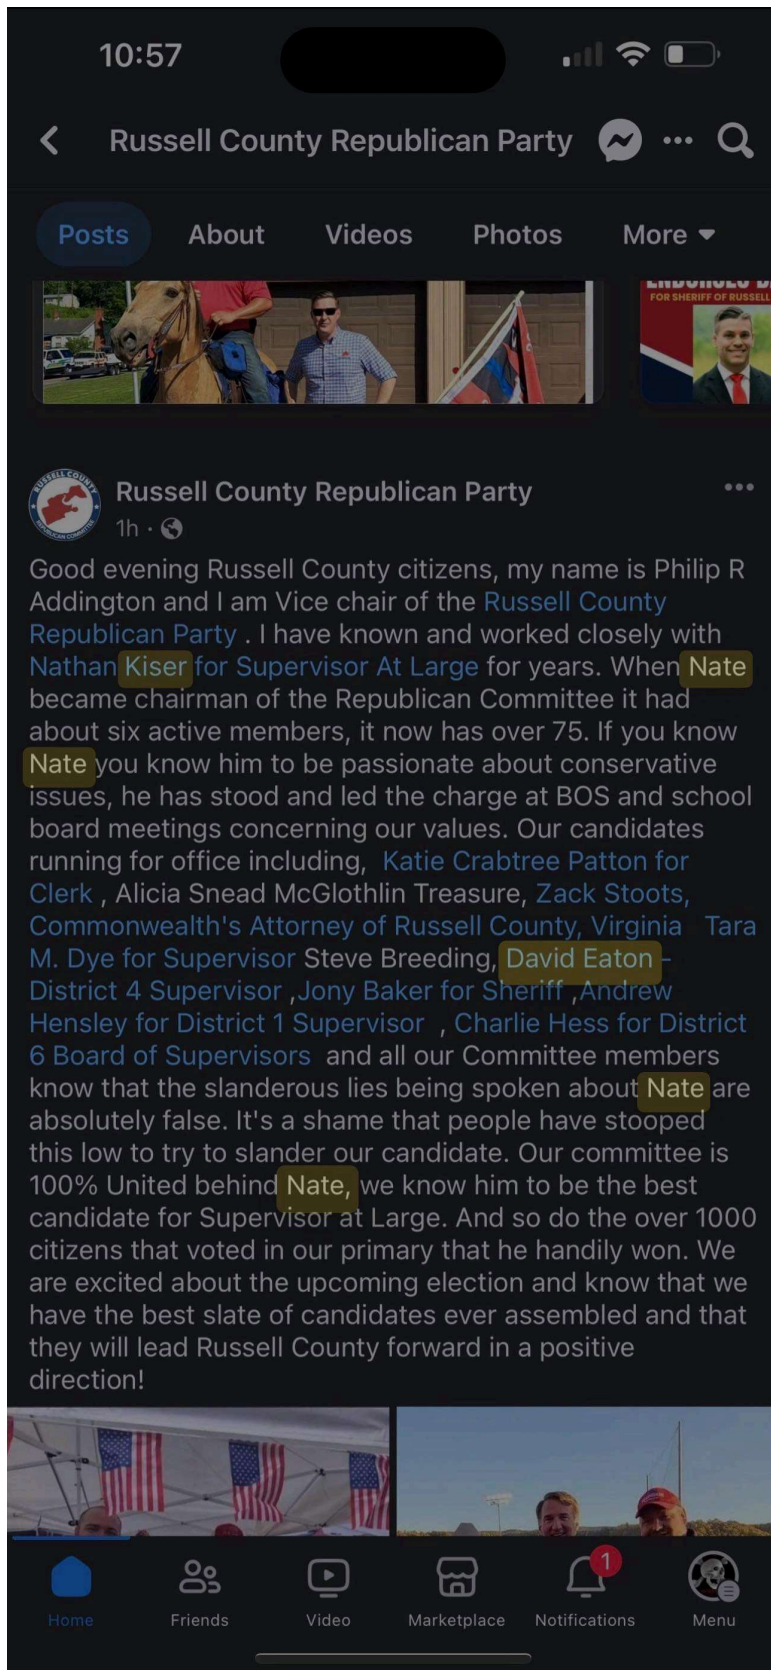 10:57
Russell County Republican Party
Posts About Videos Photos More
FOR SHERIFF OF RUSSELL
RUSSELL COUNTY
REPUBLICAN COMMITTEE
Russell County Republican Party
1h ·
Good evening Russell County citizens, my name is Philip R
Addington and I am Vice chair of the Russell County
Republican Party . I have known and worked closely with
Nathan Kiser for Supervisor At Large for years. When Nate
became chairman of the Republican Committee it had
about six active members, it now has over 75. If you know
Nate you know him to be passionate about conservative
issues, he has stood and led the charge at BOS and school
board meetings concerning our values. Our candidates
running for office including, Katie Crabtree Patton for
Clerk , Alicia Snead McGlothlin Treasure, Zack Stoots,
Commonwealth's Attorney of Russell County, Virginia Tara
M. Dye for Supervisor Steve Breeding, David Eaton -
District 4 Supervisor ,Jony Baker for Sheriff ,Andrew
Hensley for District 1 Supervisor , Charlie Hess for District
6 Board of Supervisors and all our Committee members
know that the slanderous lies being spoken about Nate are
absolutely false. It's a shame that people have stooped
this low to try to slander our candidate. Our committee is
100% United behind Nate, we know him to be the best
candidate for Supervisor at Large. And so do the over 1000
citizens that voted in our primary that he handily won. We
are excited about the upcoming election and know that we
have the best slate of candidates ever assembled and that
they will lead Russell County forward in a positive
direction!
1
Home Friends Video Marketplace Notifications Menu